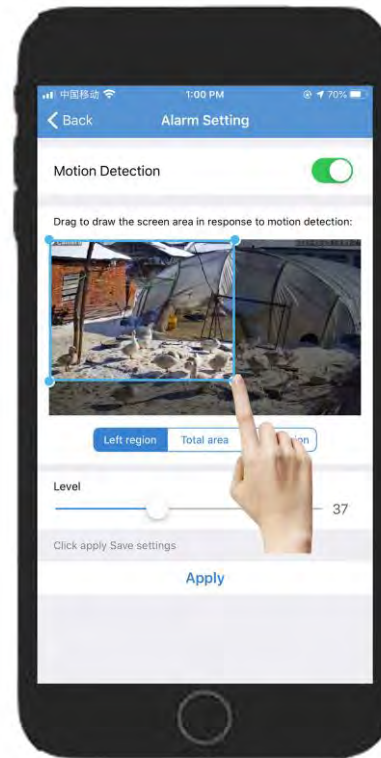 中国移动
1:00 PM
70%
Back
Alarm Setting
Motion Detection
Drag to draw the screen area in response to motion detection:
Left region
Total area
Level
37
Click apply Save settings
Apply